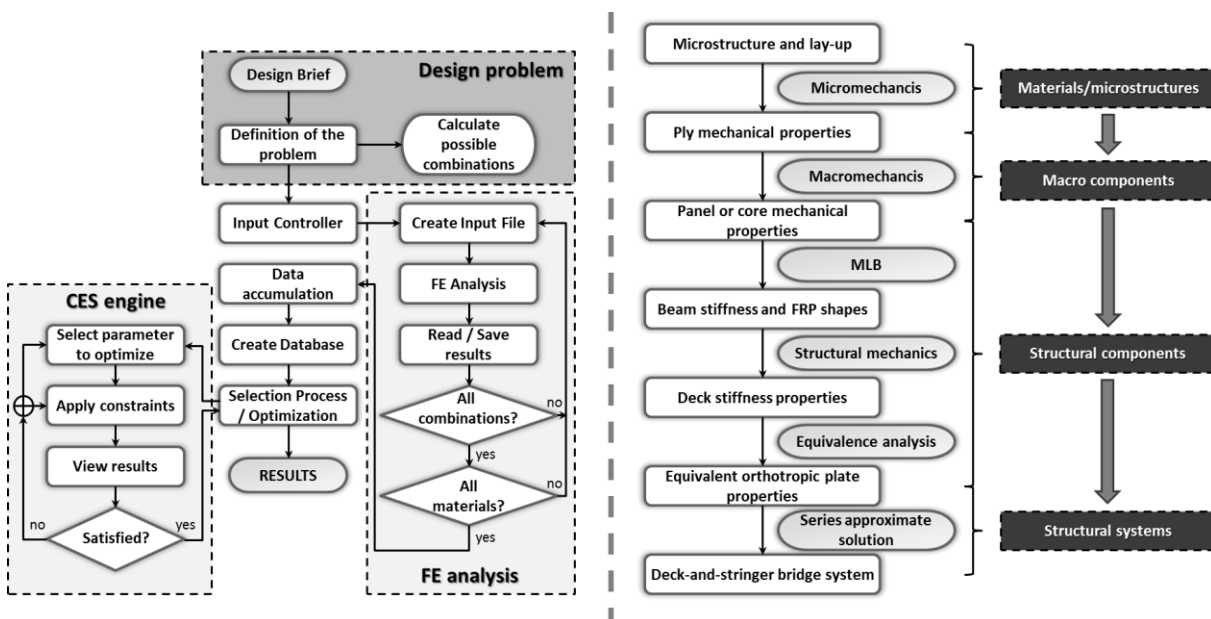 Design problem
Design Brief
Definition of the
problem
Calculate
possible
combinations
Input Controller
Create Input File
Data
accumulation
FE Analysis
CES engine
Select parameter
to optimize
Create Database
Read / Save
results
Apply constraints
Selection Process
/ Optimization
All
combinations?
no
yes
View results
RESULTS
All
materials?
no
yes
no
Satisfied?
yes
FE analysis
Microstructure and lay-up
Micromechancis
Ply mechanical properties
Macromechancis
Panel or core mechanical
properties
MLB
Beam stiffness and FRP shapes
Structural mechanics
Deck stiffness properties
Equivalence analysis
Equivalent orthotropic plate
properties
Series approximate
solution
Deck-and-stringer bridge system
Materials/microstructures
Macro components
Structural components
Structural systems